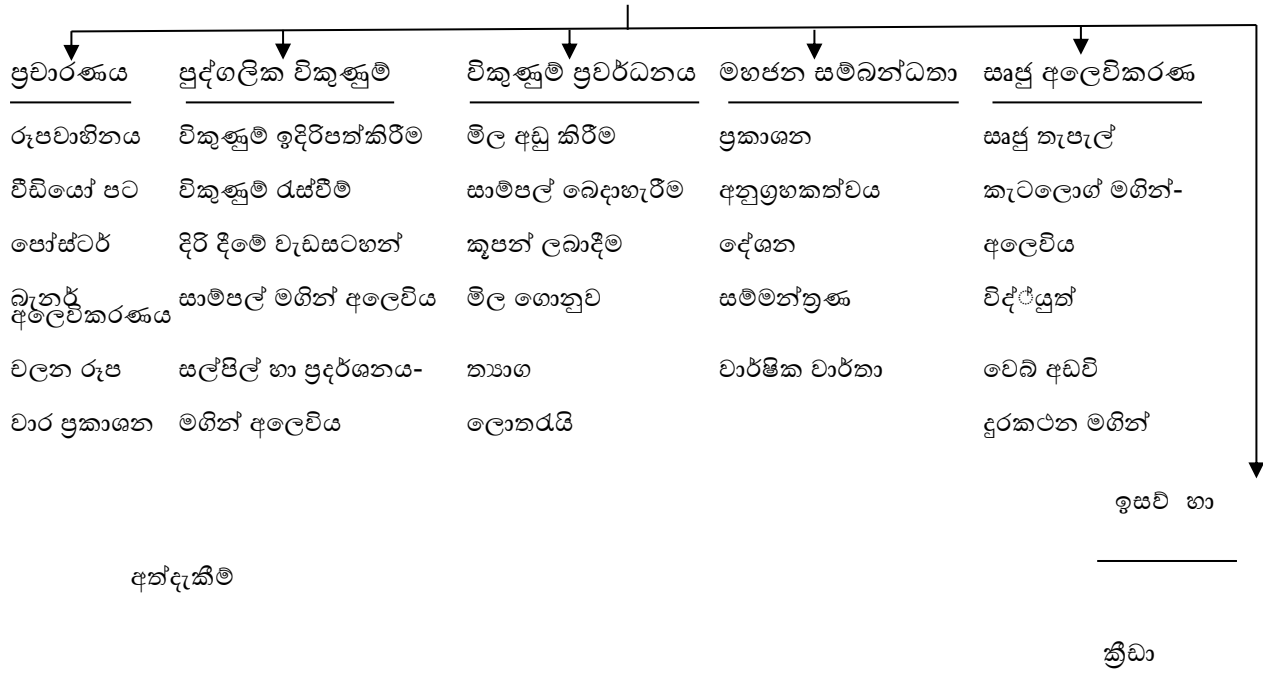 ප්‍රචාරණය පුද්ගලික විකුණුම් විකුණුම් ප්‍රවර්ධනය මහජන සම්බන්ධතා සෘජු අලෙවිකරණ
රූපවාහිනය විකුණුම් ඉදිරිපත්කිරීම මිල අඩු කිරීම ප්‍රකාශන සෘජු තැපැල්
වීඩියෝ පට විකුණුම් රැස්වීම් සාම්පල් බෙදාහැරීම අනුග්‍රහකත්වය කැටලොග් මගින්-
පෝස්ටර් දිරි දීමේ වැඩසටහන් කූපන් ලබාදීම දේශන අලෙවිය
බැනර් සාම්පල් මගින් අලෙවිය මිල ගොනුව සම්මන්ත්‍රණ විද්‍්යුත්
අලෙවිකරණය
චලන රූප සල්පිල් හා ප්‍රදර්ශනය- ත්‍යාග වාර්ෂික වාර්තා වෙබ් අඩවි
වාර ප්‍රකාශන මගින් අලෙවිය ලොතරැයි දුරකථන මගින්
ඉසව් හා
අත්දැකීම්
ක්‍රීඩා